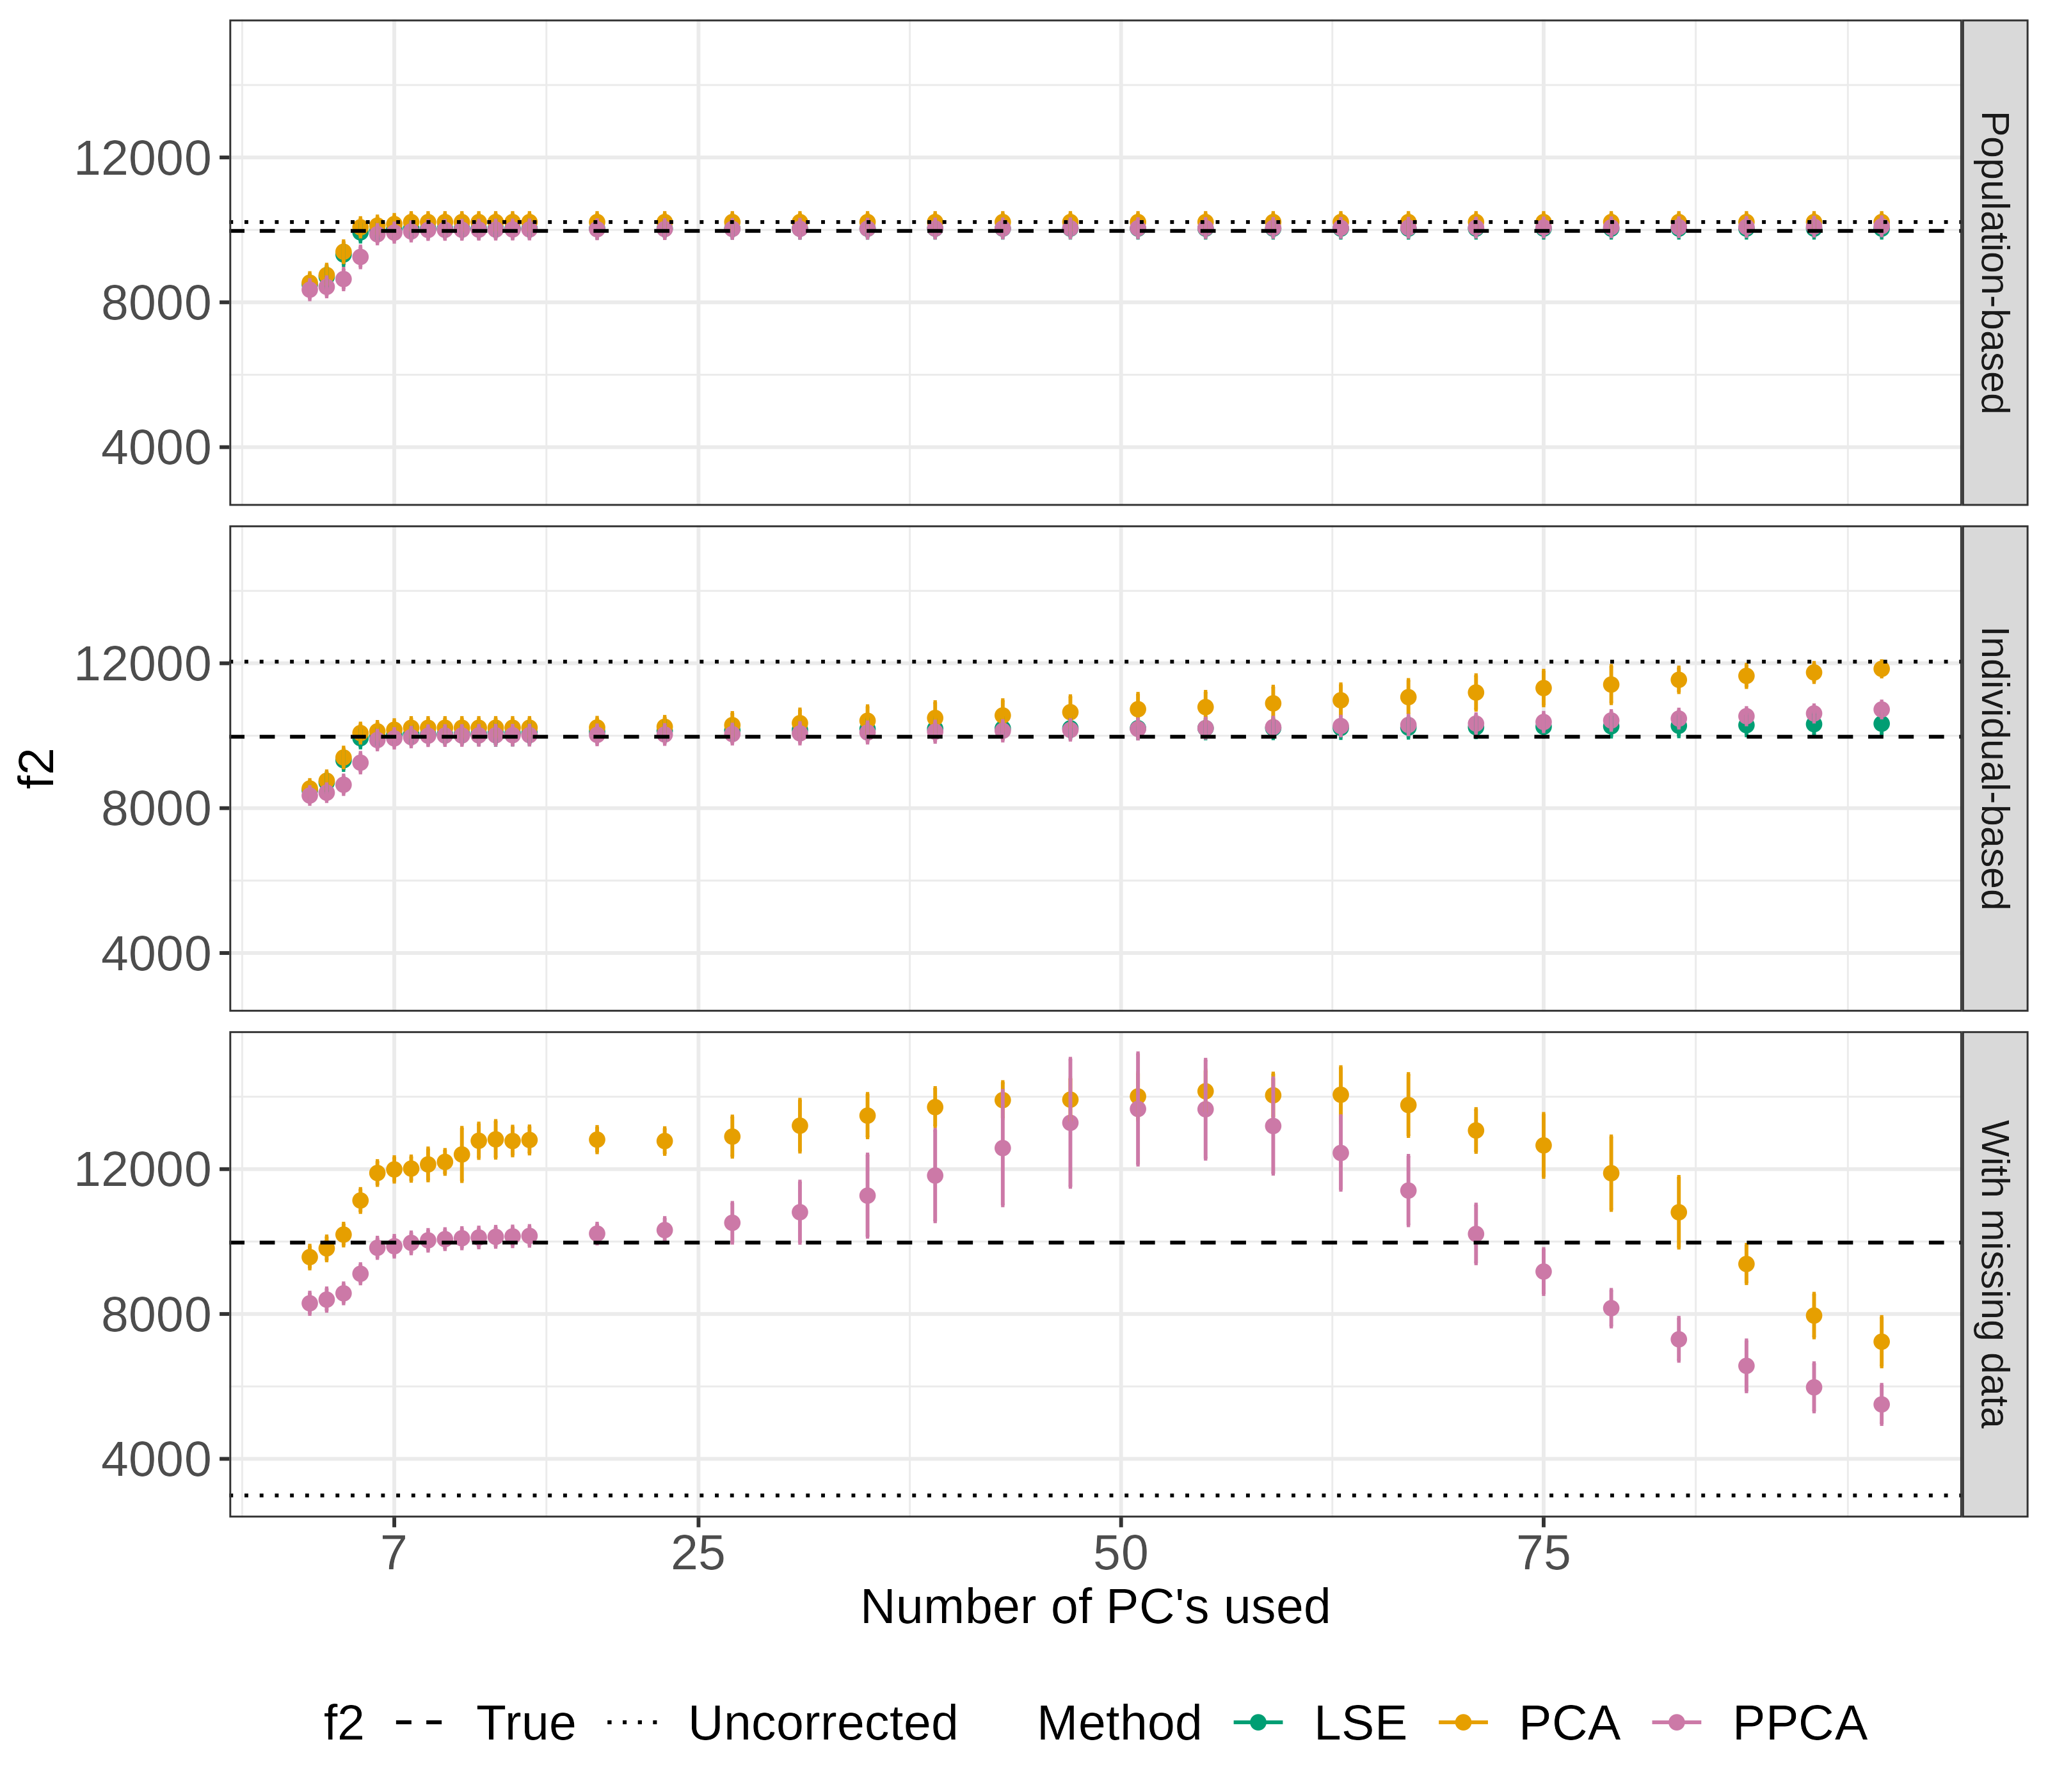 12000
8000
4000
Population-based
12000
8000
4000
Individual-based
f2
12000
8000
4000
With missing data
7 25 50 75
Number of PC's used
f2 True Uncorrected Method LSE PCA PPCA